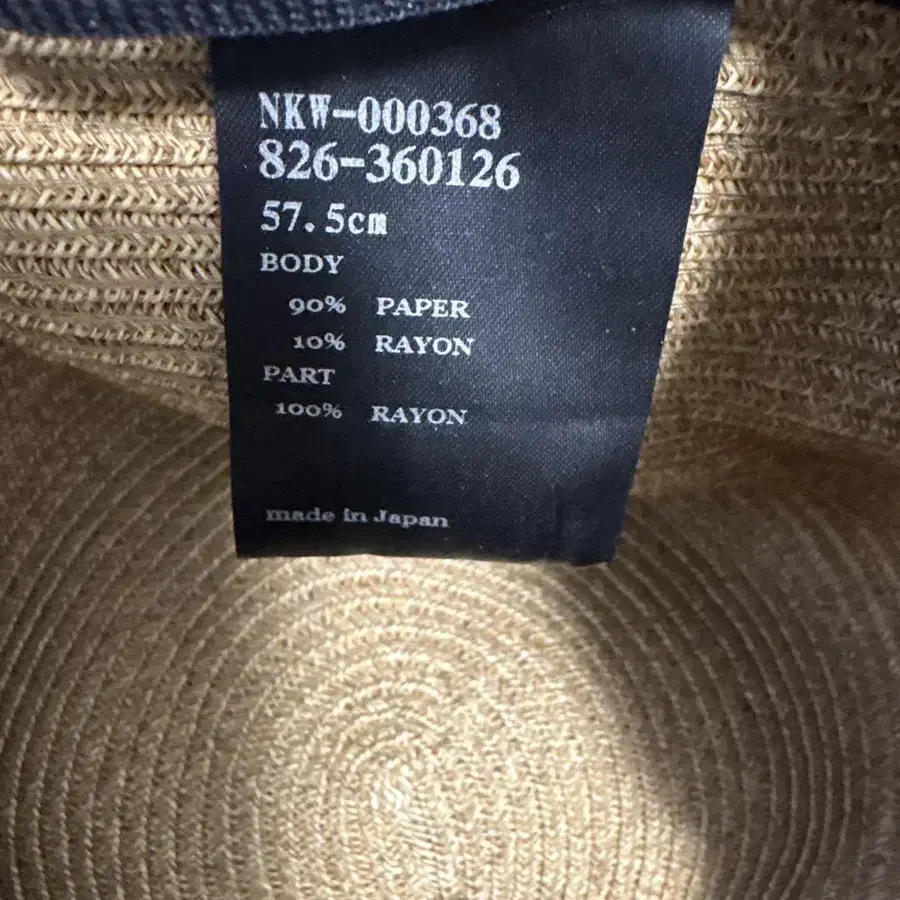 NKW-000368
826-360126
57.5cm
BODY
90% PAPER
10% RAYON
PART
100% RAYON
made in Japan